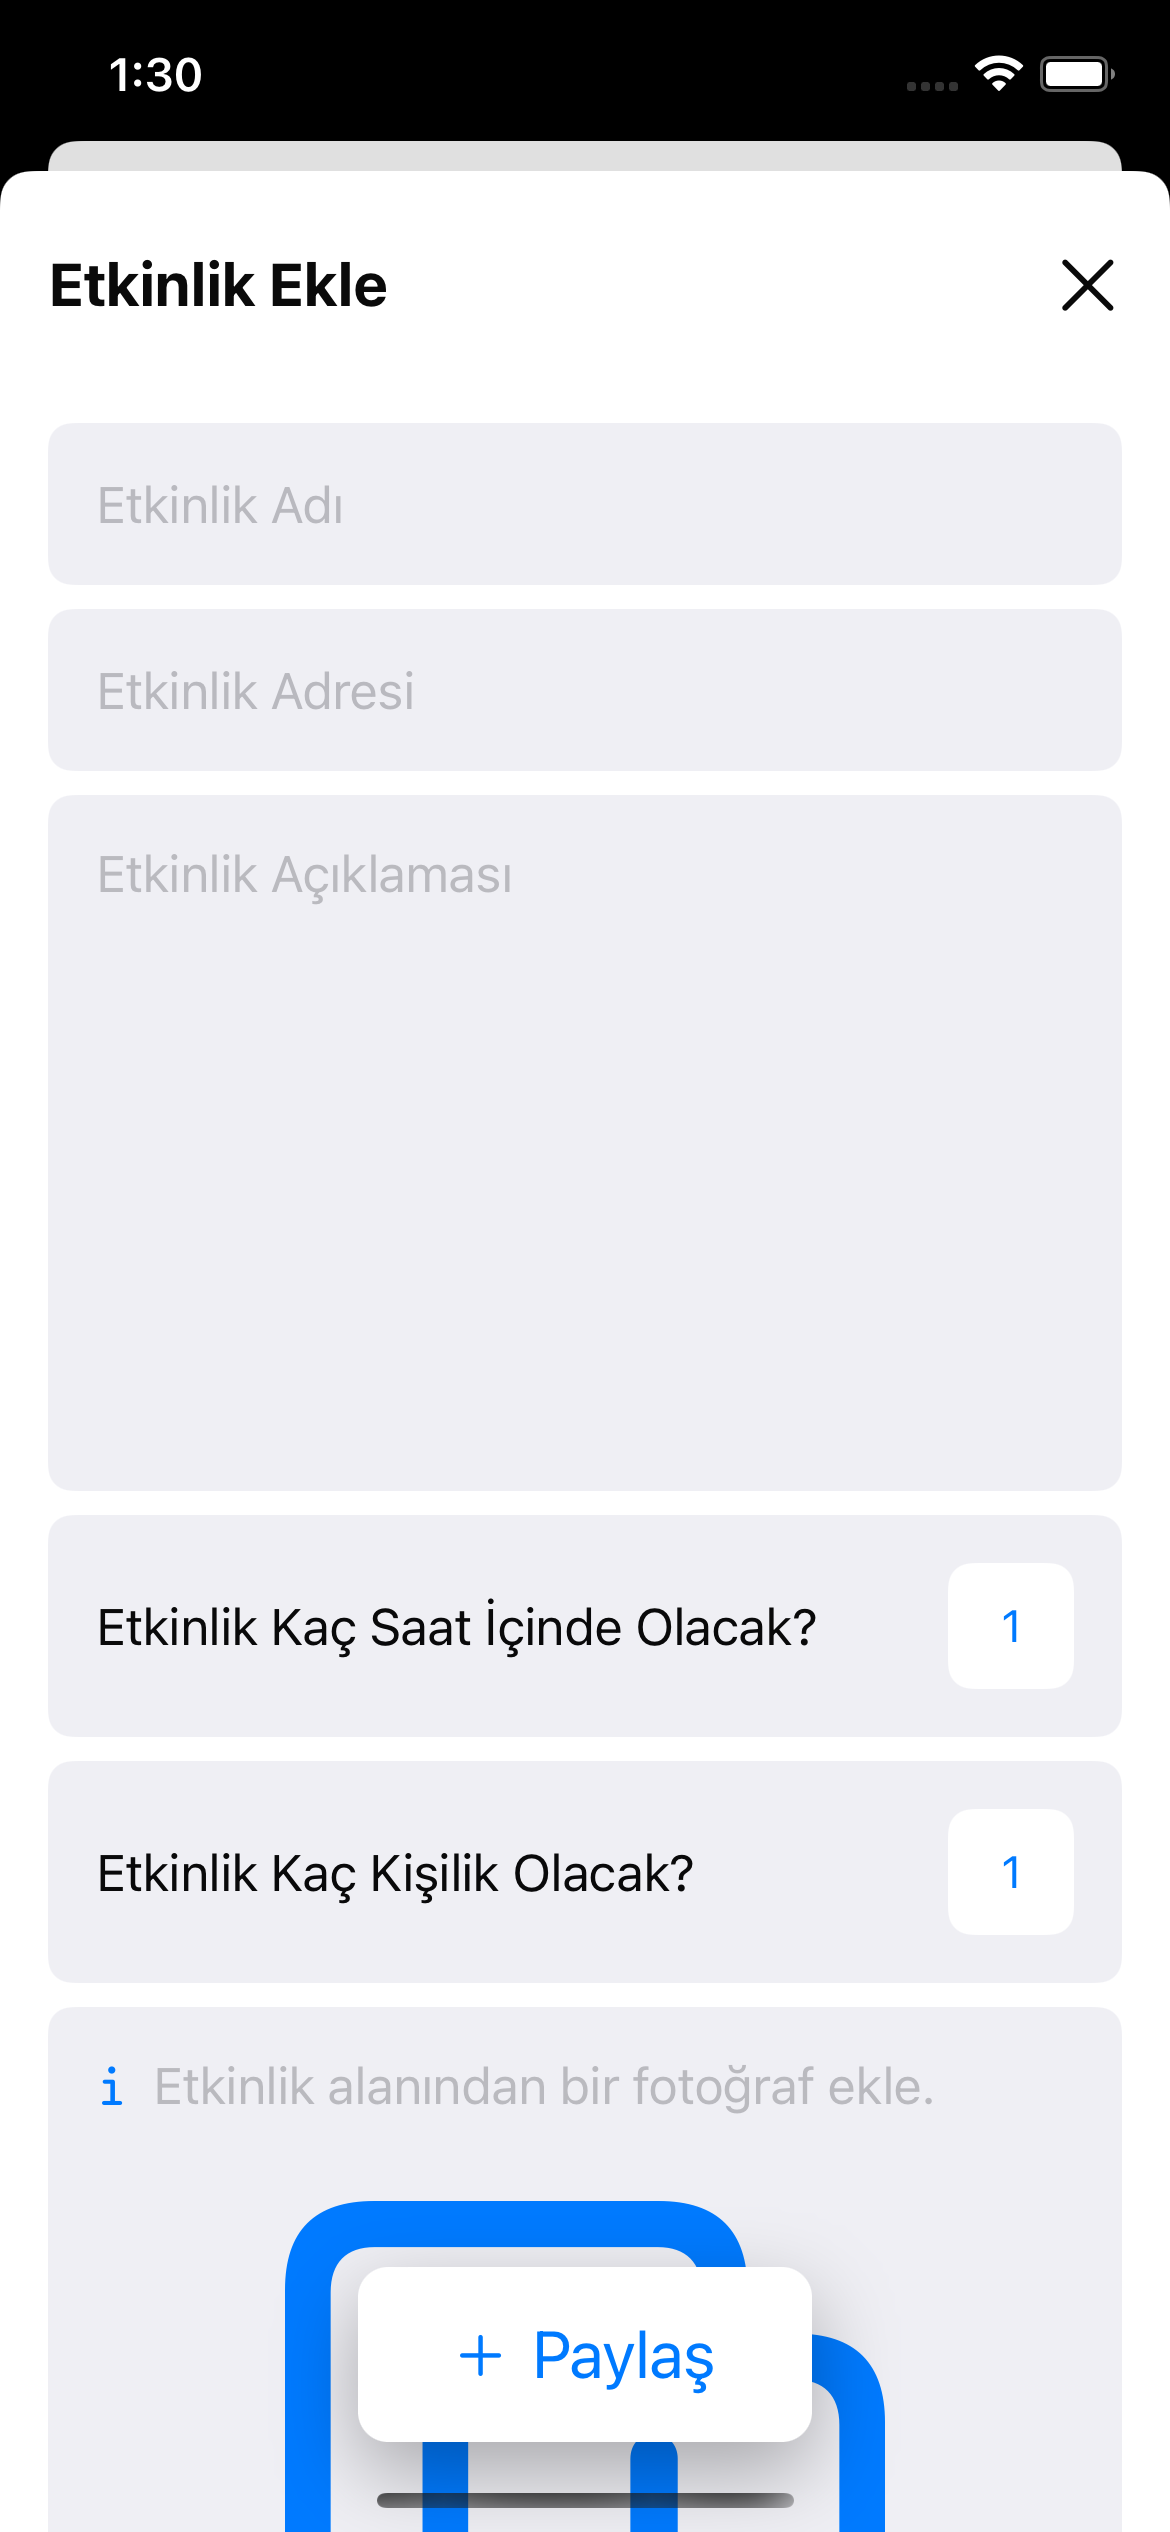 1:30
Etkinlik Ekle
Etkinlik Adı
Etkinlik Adresi
Etkinlik Açıklaması
Etkinlik Kaç Saat İçinde Olacak? 1
Etkinlik Kaç Kişilik Olacak? 1
i Etkinlik alanından bir fotoğraf ekle.
+ Paylaş